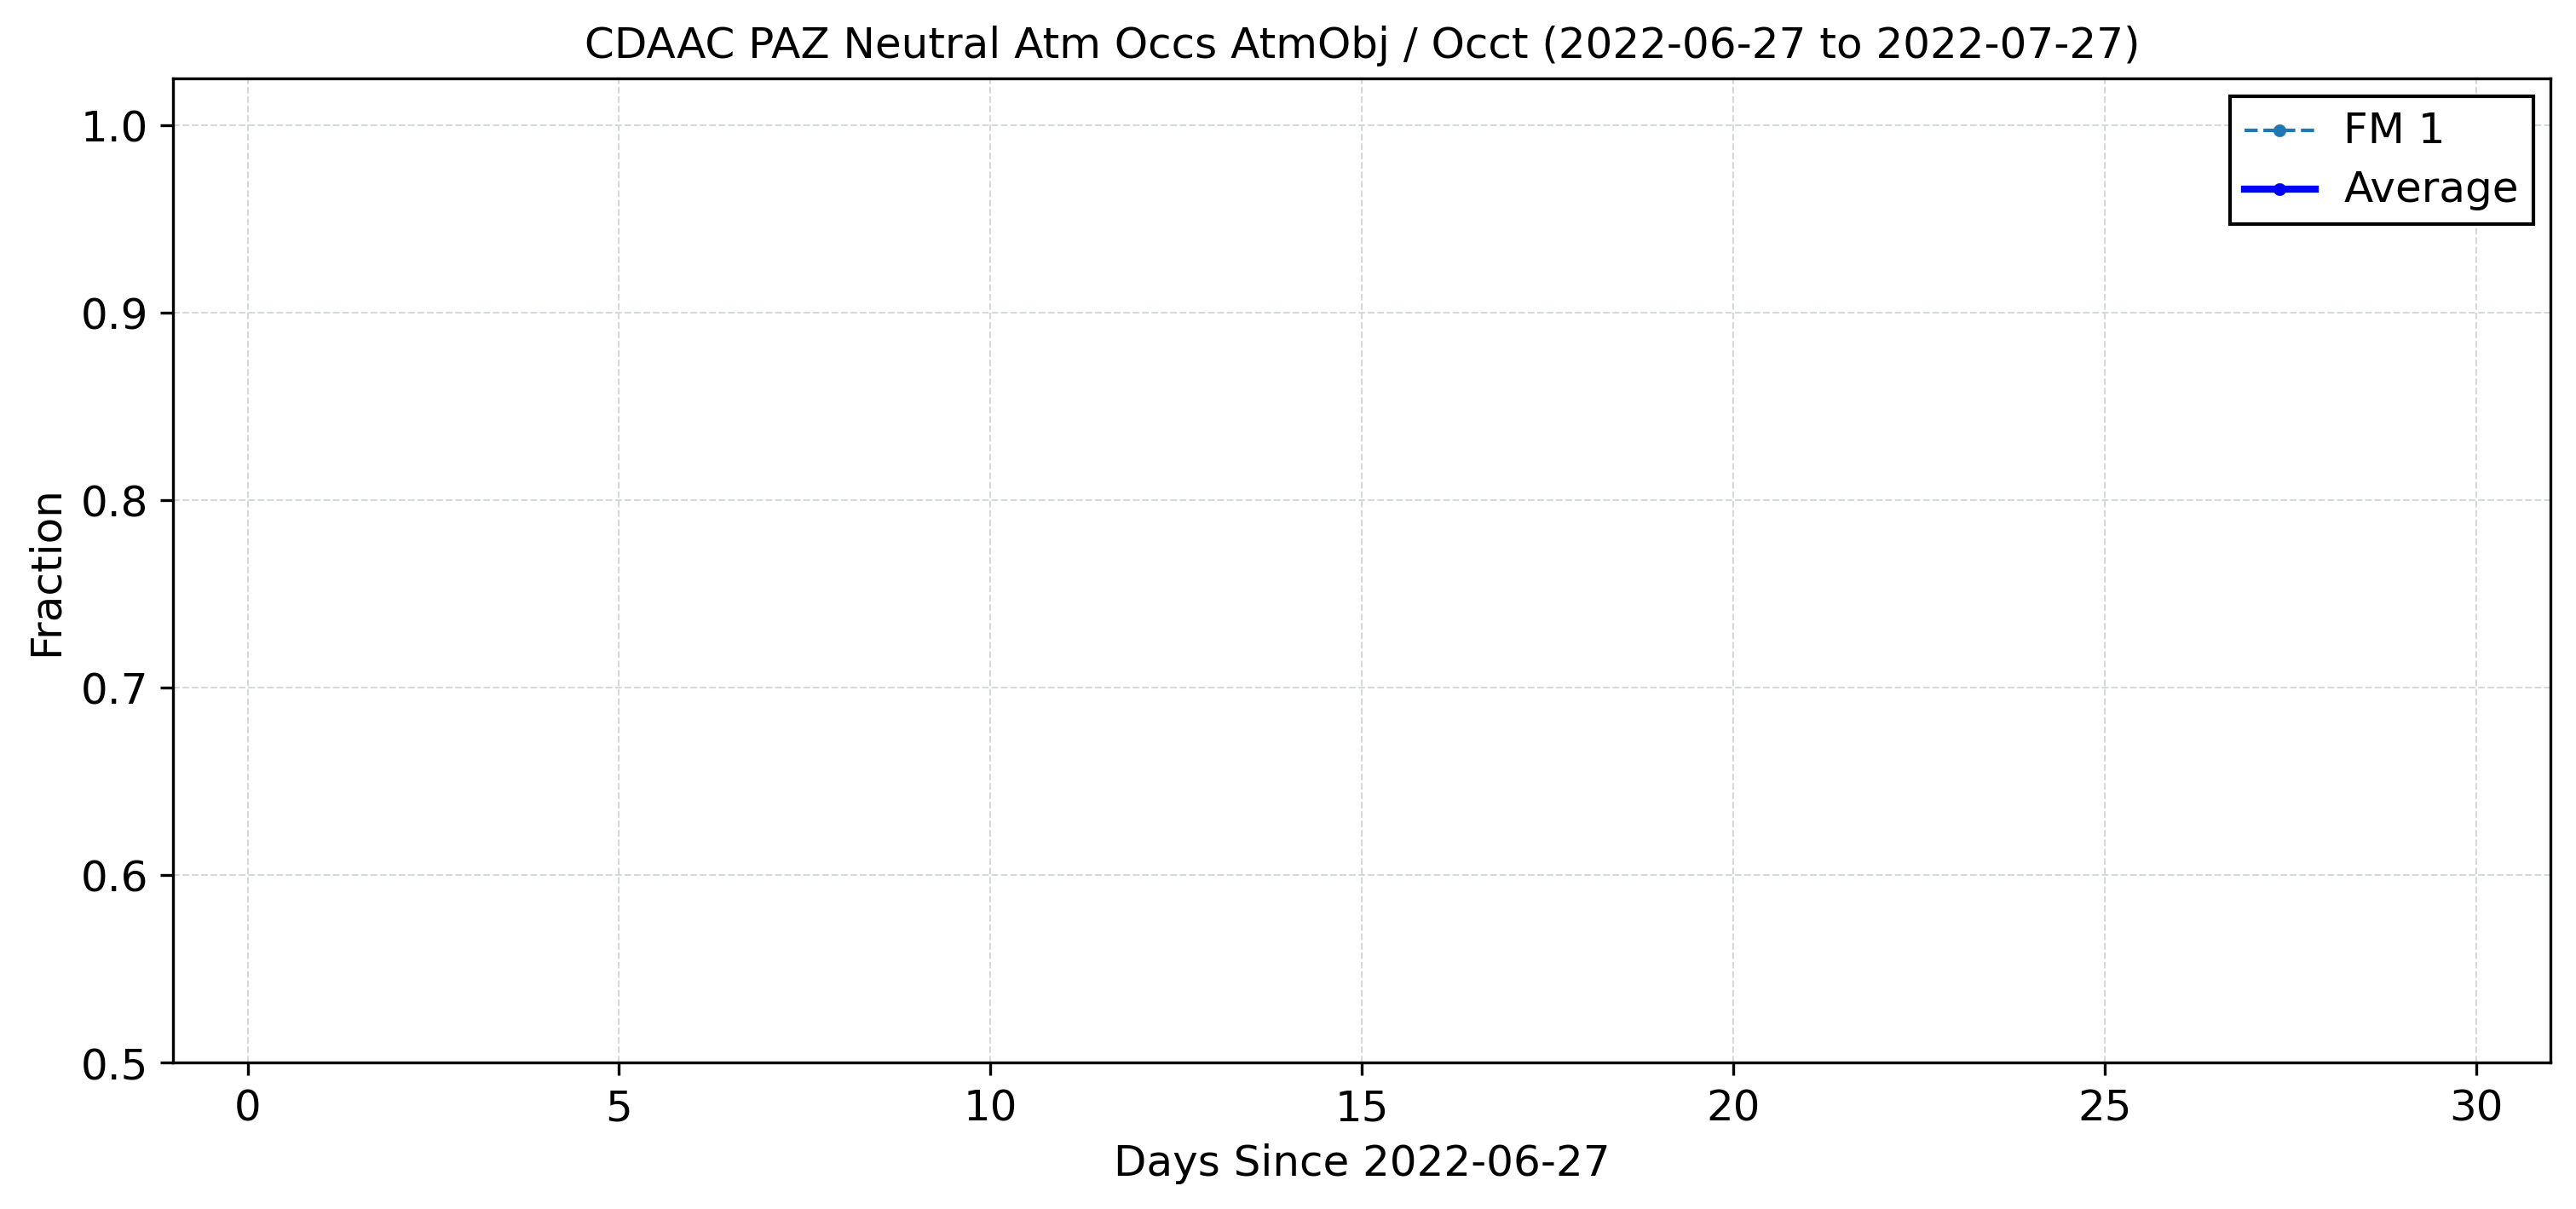 CDAAC PAZ Neutral Atm Occs AtmObj / Occt (2022-06-27 to 2022-07-27)
FM 1
Average
Fraction
1.0
0.9
0.8
0.7
0.6
0.5
0 5 10 15 20 25 30
Days Since 2022-06-27